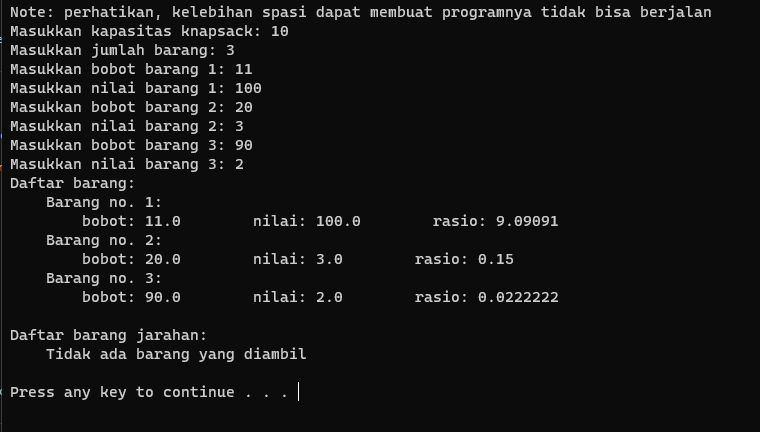 Note: perhatikan, kelebihan spasi dapat membuat programnya tidak bisa berjalan
Masukkan kapasitas knapsack: 10
Masukkan jumlah barang: 3
Masukkan bobot barang 1: 11
Masukkan nilai barang 1: 100
Masukkan bobot barang 2: 20
Masukkan nilai barang 2: 3
Masukkan bobot barang 3: 90
Masukkan nilai barang 3: 2
Daftar barang:
    Barang no. 1:
        bobot: 11.0        nilai: 100.0        rasio: 9.09091
    Barang no. 2:
        bobot: 20.0        nilai: 3.0        rasio: 0.15
    Barang no. 3:
        bobot: 90.0        nilai: 2.0        rasio: 0.0222222

Daftar barang jarahan:
    Tidak ada barang yang diambil

Press any key to continue . . .